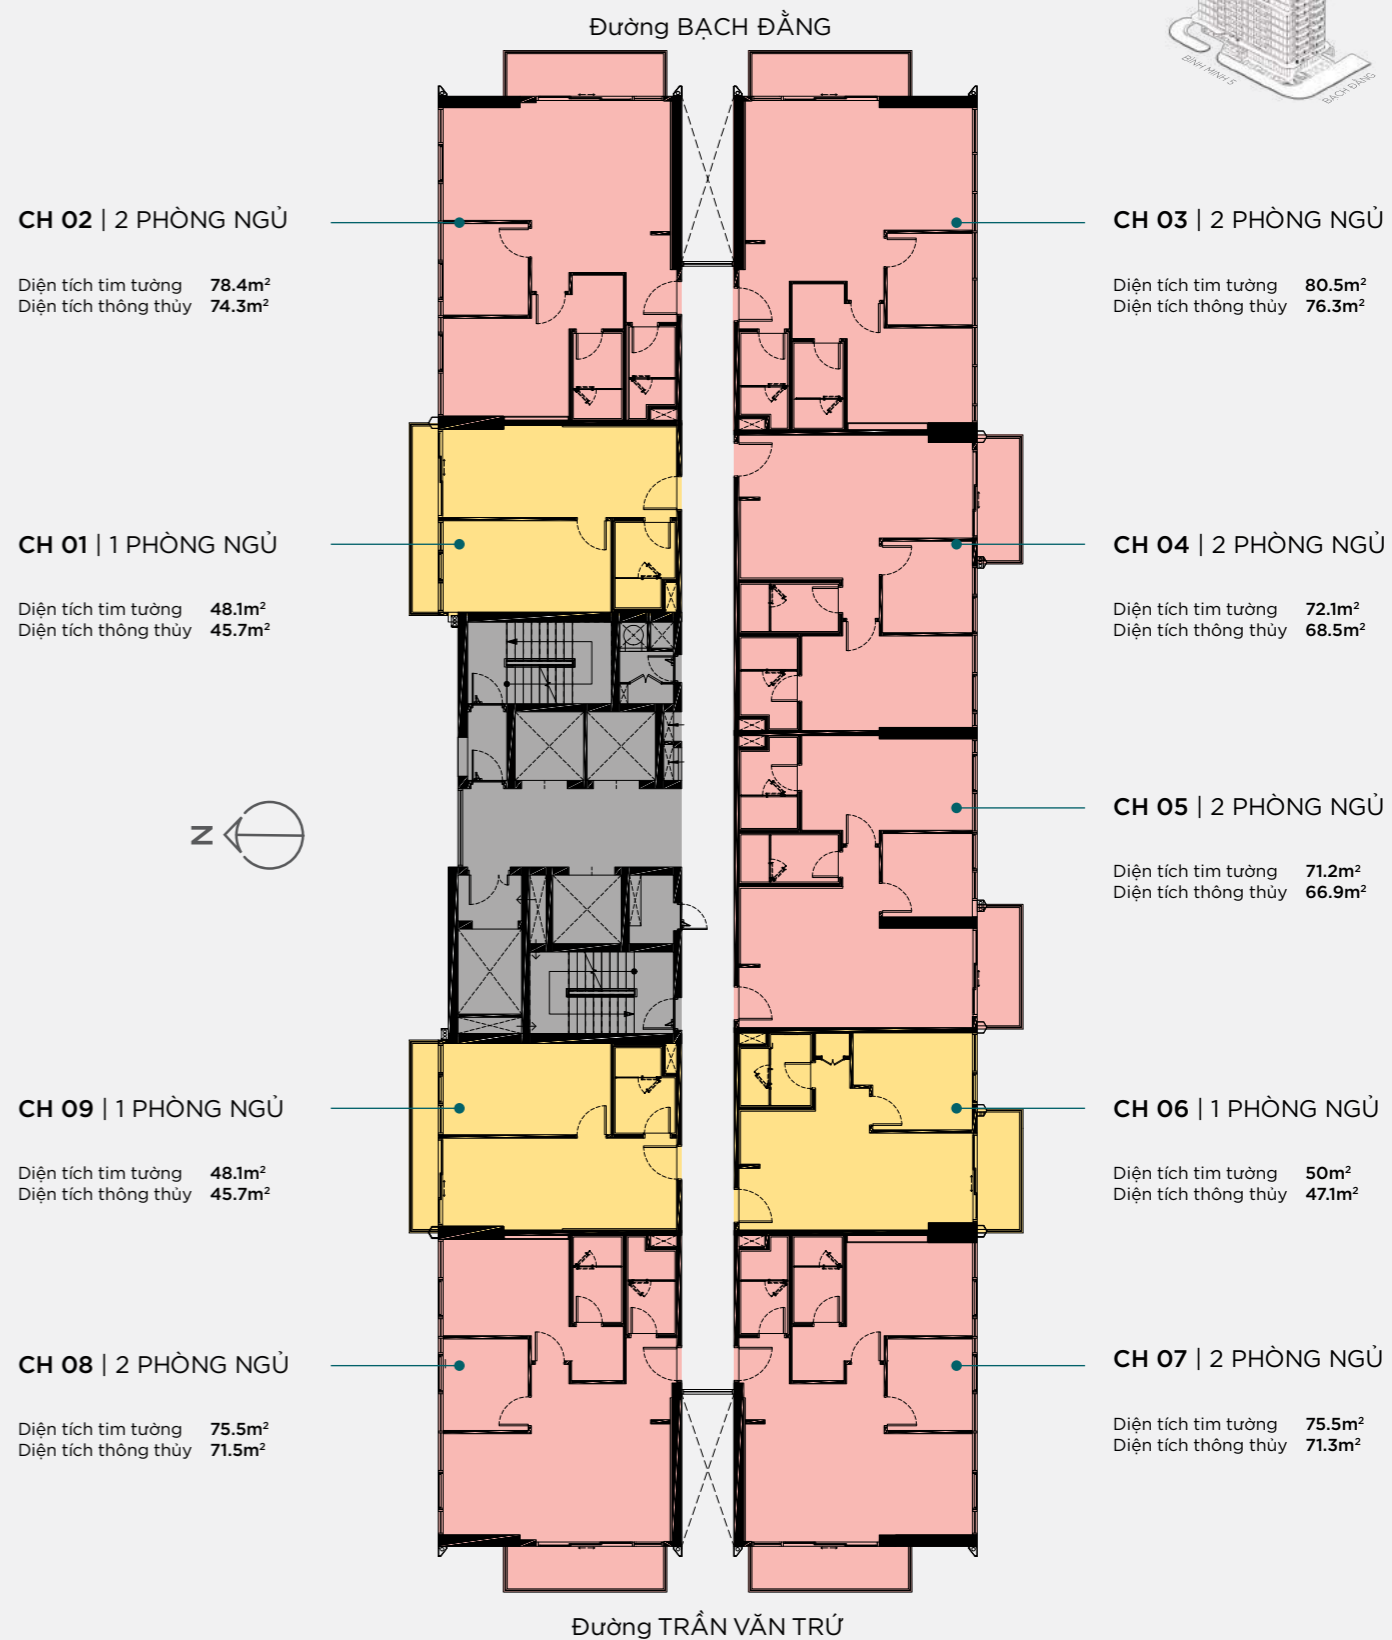 Đường BẠCH ĐẰNG
BÌNH MINH 5
BẠCH ĐẰNG
CH 02 | 2 PHÒNG NGỦ
Diện tích tim tường 78.4m²
Diện tích thông thủy 74.3m²
CH 03 | 2 PHÒNG NGỦ
Diện tích tim tường 80.5m²
Diện tích thông thủy 76.3m²
CH 01 | 1 PHÒNG NGỦ
Diện tích tim tường 48.1m²
Diện tích thông thủy 45.7m²
CH 04 | 2 PHÒNG NGỦ
Diện tích tim tường 72.1m²
Diện tích thông thủy 68.5m²
N
CH 05 | 2 PHÒNG NGỦ
Diện tích tim tường 71.2m²
Diện tích thông thủy 66.9m²
CH 09 | 1 PHÒNG NGỦ
Diện tích tim tường 48.1m²
Diện tích thông thủy 45.7m²
CH 06 | 1 PHÒNG NGỦ
Diện tích tim tường 50m²
Diện tích thông thủy 47.1m²
CH 08 | 2 PHÒNG NGỦ
Diện tích tim tường 75.5m²
Diện tích thông thủy 71.5m²
CH 07 | 2 PHÒNG NGỦ
Diện tích tim tường 75.5m²
Diện tích thông thủy 71.3m²
Đường TRẦN VĂN TRỨ